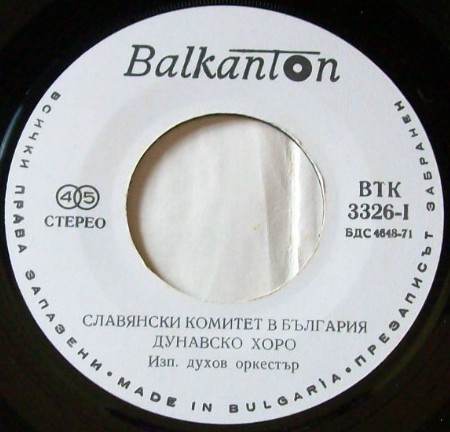 Balkanton
45
СТЕРЕО
ВТК
3326-I
БДС 4648-71
СЛАВЯНСКИ КОМИТЕТ В БЪЛГАРИЯ
ДУНАВСКО ХОРО
Изп. духов оркестър
ВСИЧКИ ПРАВА ЗАПАЗЕНИ • MADE IN BULGARIA • ПРЕЗАПИСЪТ ЗАБРАНЕН